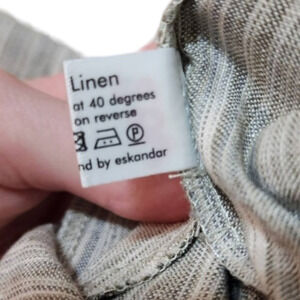 Linen
at 40 degrees
on reverse
P
nd by eskandar